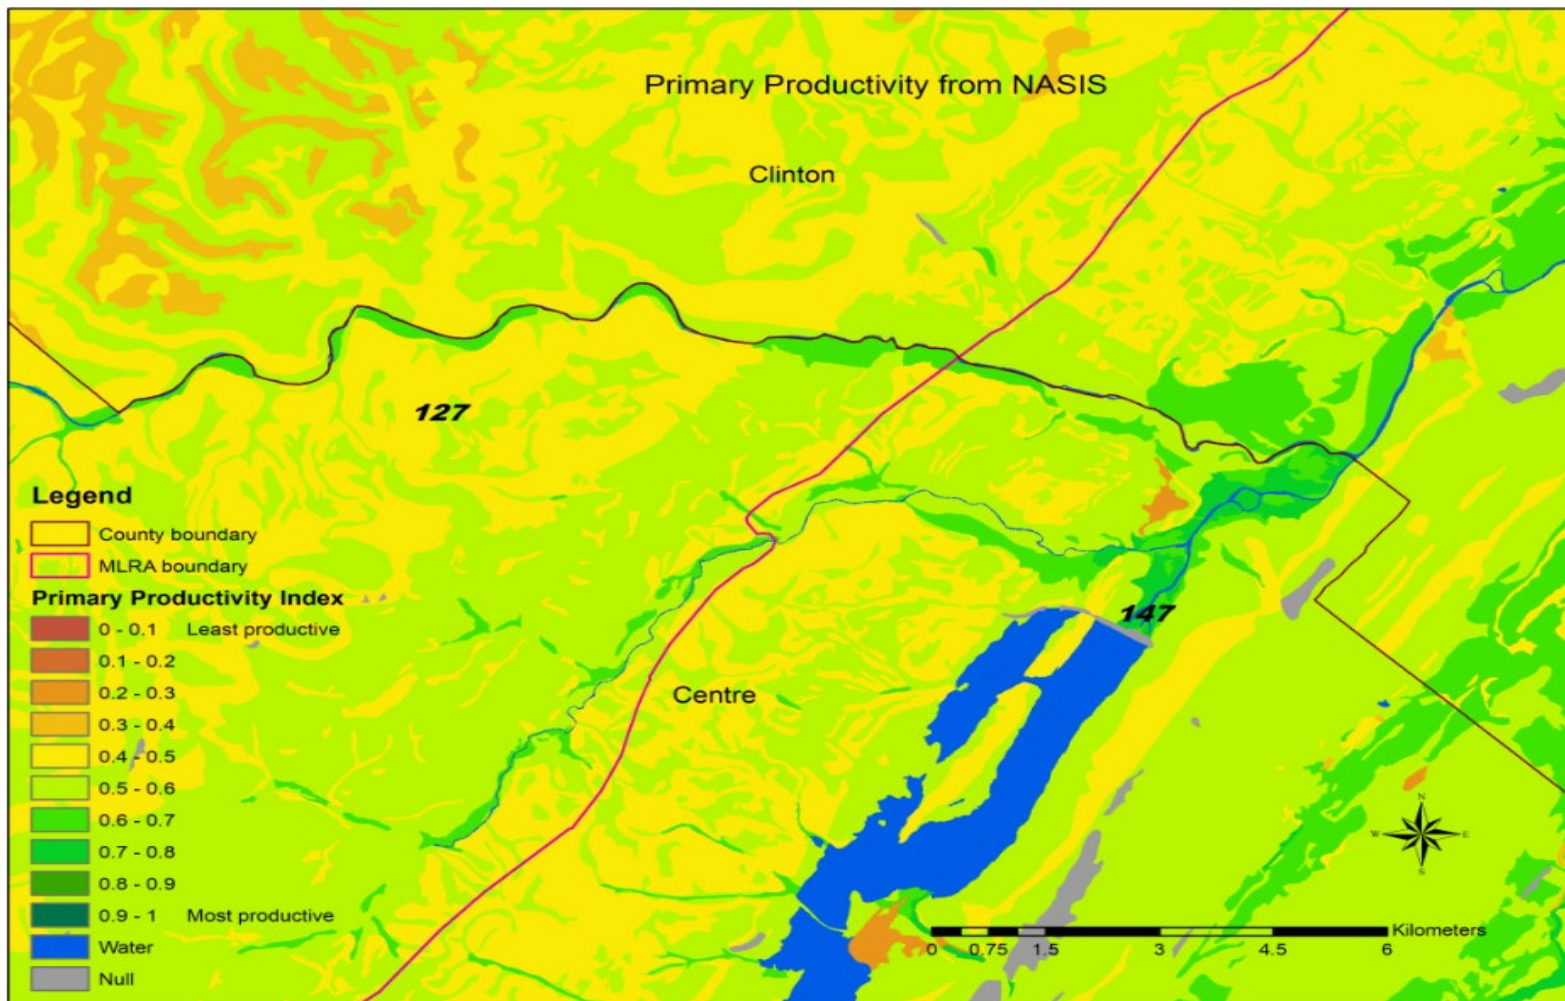 Primary Productivity from NASIS
Clinton
127
147
Centre
Legend
County boundary
MLRA boundary
Primary Productivity Index
0 - 0.1 Least productive
0.1 - 0.2
0.2 - 0.3
0.3 - 0.4
0.4 - 0.5
0.5 - 0.6
0.6 - 0.7
0.7 - 0.8
0.8 - 0.9
0.9 - 1 Most productive
Water
Null
N
W E
S
Kilometers
0 0.75 1.5 3 4.5 6